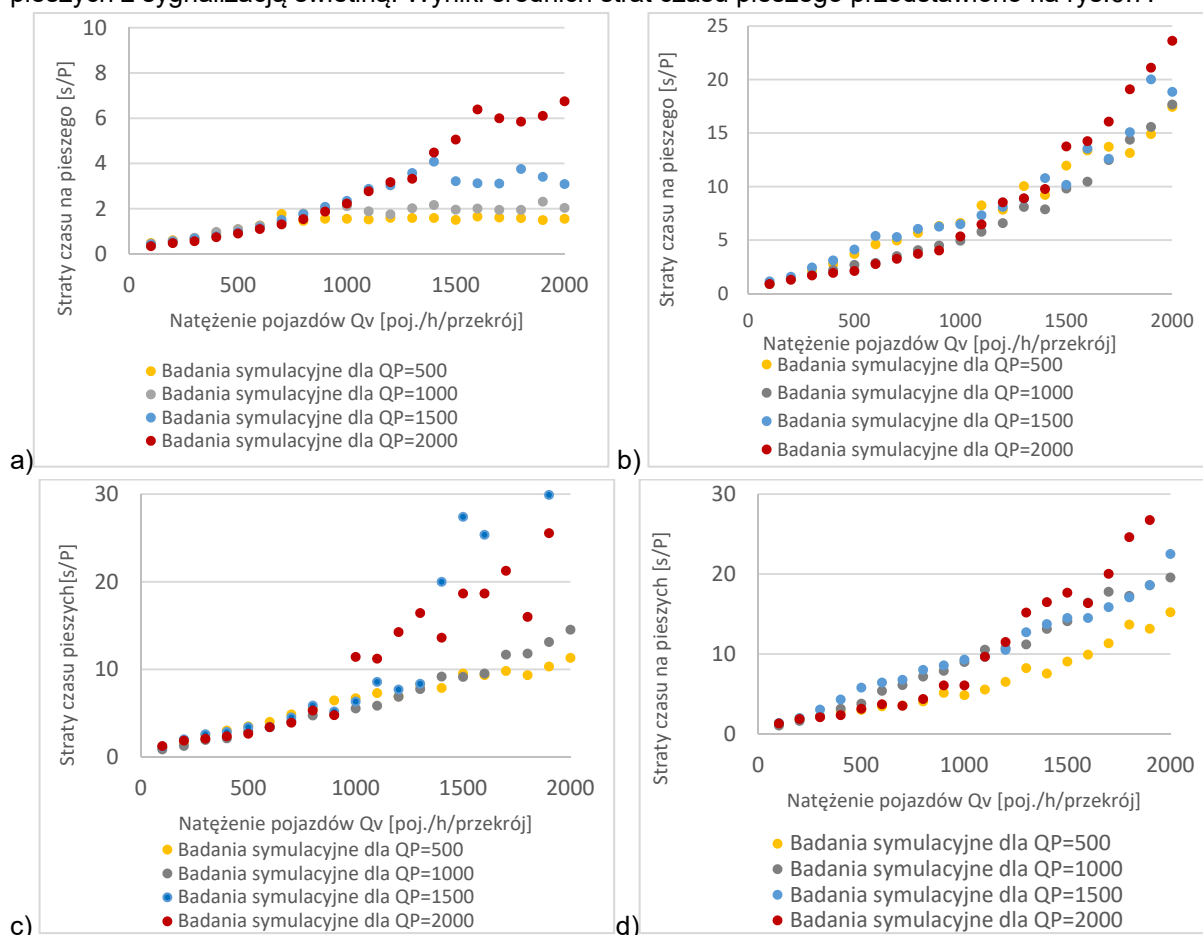 pieszych z sygnalizacją świetlną. Wyniki średnich strat czasu pieszego przedstawiono na
a)
Straty czasu na pieszego [s/P]
10
8
6
4
2
0
0 500 1000 1500 2000
Natężenie pojazdów Qv [poj./h/przekrój]
Badania symulacyjne dla QP=500
Badania symulacyjne dla QP=1000
Badania symulacyjne dla QP=1500
Badania symulacyjne dla QP=2000
b)
Straty czasu na pieszego [s/P]
25
20
15
10
5
0
0 500 1000 1500 2000
Natężenie pojazdów Qv [poj./h/przekrój]
Badania symulacyjne dla QP=500
Badania symulacyjne dla QP=1000
Badania symulacyjne dla QP=1500
Badania symulacyjne dla QP=2000
c)
Straty czasu pieszych[s/P]
30
20
10
0
0 500 1000 1500 2000
Natężenie pojazdów Qv [poj./h/przekrój]
Badania symulacyjne dla QP=500
Badania symulacyjne dla QP=1000
Badania symulacyjne dla QP=1500
Badania symulacyjne dla QP=2000
d)
Straty czasu na pieszego [s/P]
30
20
10
0
0 500 1000 1500 2000
Natężenie pojazdów Qv [poj./h/przekrój]
Badania symulacyjne dla QP=500
Badania symulacyjne dla QP=1000
Badania symulacyjne dla QP=1500
Badania symulacyjne dla QP=2000